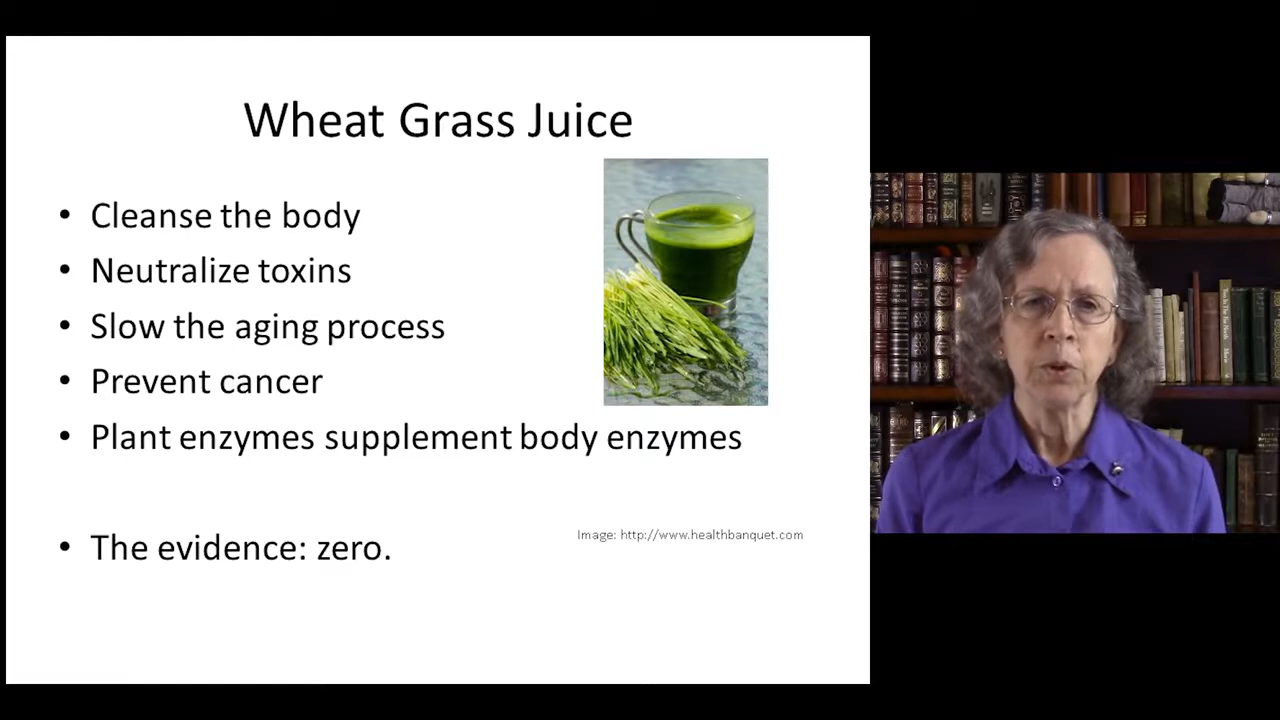 Wheat Grass Juice
• Cleanse the body
• Neutralize toxins
• Slow the aging process
• Prevent cancer
• Plant enzymes supplement body enzymes
• The evidence: zero.
Image: http://www.healthbanquet.com